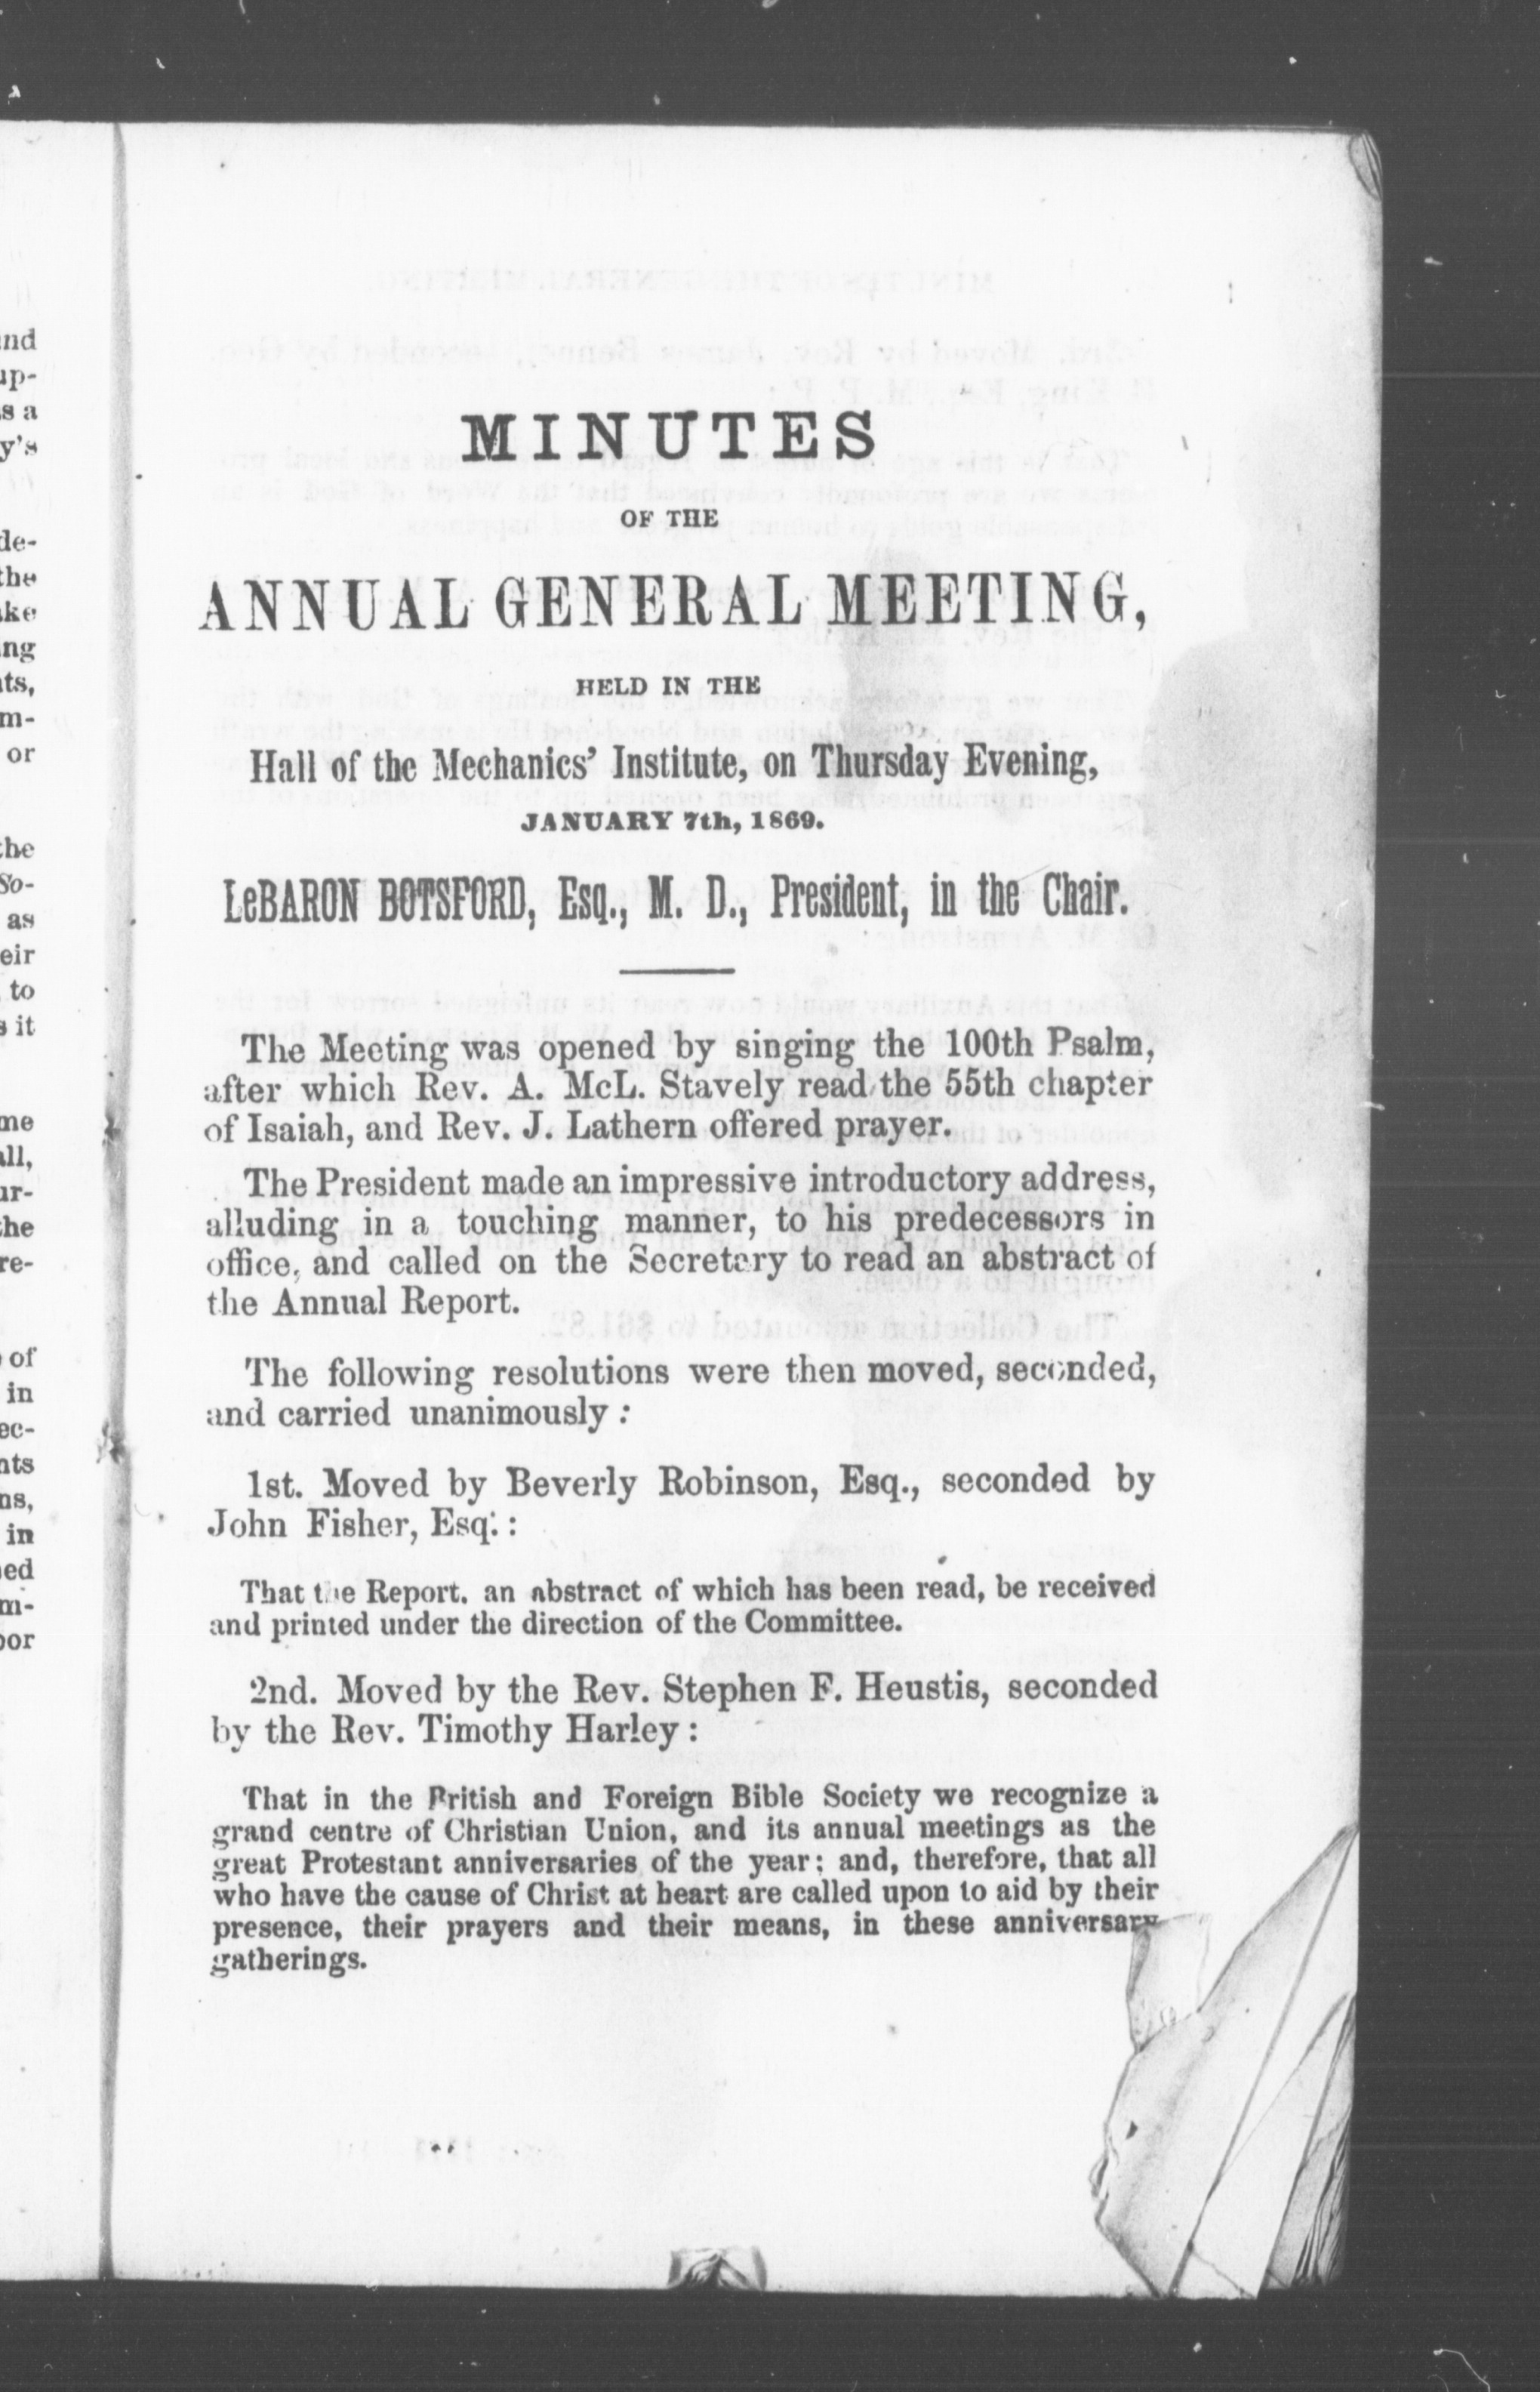 MINUTES
OF THE
ANNUAL GENERAL MEETING,
HELD IN THE
Hall of the Mechanics' Institute, on Thursday Evening,
JANUARY 7th, 1869.
LeBARON BOTSFORD, Esq., M. D., President, in the Chair.
The Meeting was opened by singing the 100th Psalm,
after which Rev. A. McL. Stavely read the 55th chapter
of Isaiah, and Rev. J. Lathern offered prayer.
The President made an impressive introductory address,
alluding in a touching manner, to his predecessors in
office, and called on the Secretary to read an abstract of
the Annual Report.
The following resolutions were then moved, seconded,
and carried unanimously:
1st. Moved by Beverly Robinson, Esq., seconded by
John Fisher, Esq.:
That the Report, an abstract of which has been read, be received
and printed under the direction of the Committee.
2nd. Moved by the Rev. Stephen F. Heustis, seconded
by the Rev. Timothy Harley:
That in the British and Foreign Bible Society we recognize a
grand centre of Christian Union, and its annual meetings as the
great Protestant anniversaries of the year; and, therefore, that all
who have the cause of Christ at heart are called upon to aid by their
presence, their prayers and their means, in these anniversary
gatherings.